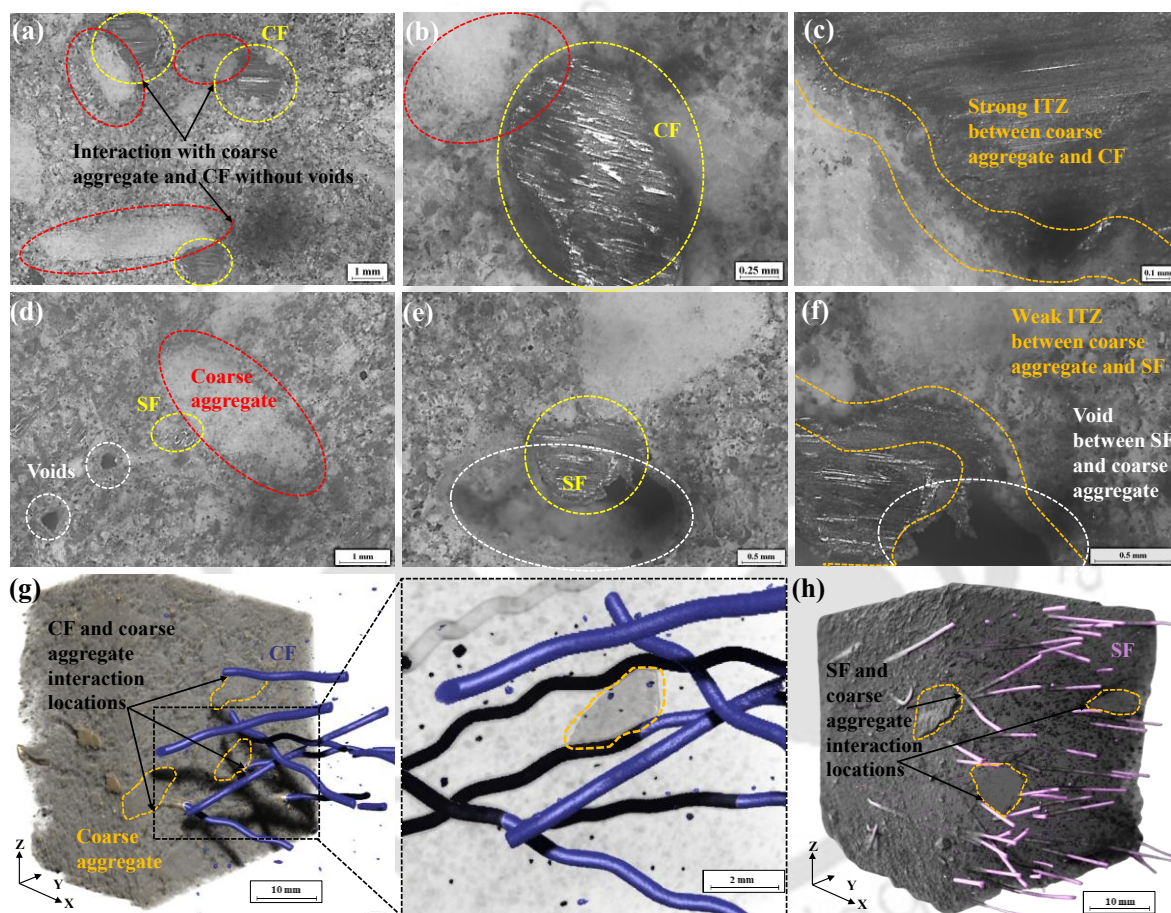 (a)
CF
Interaction with coarse
aggregate and CF without voids
1 mm
(b)
CF
0.25 mm
(c)
Strong ITZ
between coarse
aggregate and CF
0.1 mm
(d)
Coarse
aggregate
SF
Voids
1 mm
(e)
SF
0.5 mm
(f)
Weak ITZ
between coarse
aggregate and SF
Void
between SF
and coarse
aggregate
0.5 mm
(g)
CF and coarse
aggregate
interaction
locations
CF
Coarse
aggregate
Z
Y
X
10 mm
2 mm
(h)
SF
SF and
coarse
aggregate
interaction
locations
Z
Y
X
10 mm